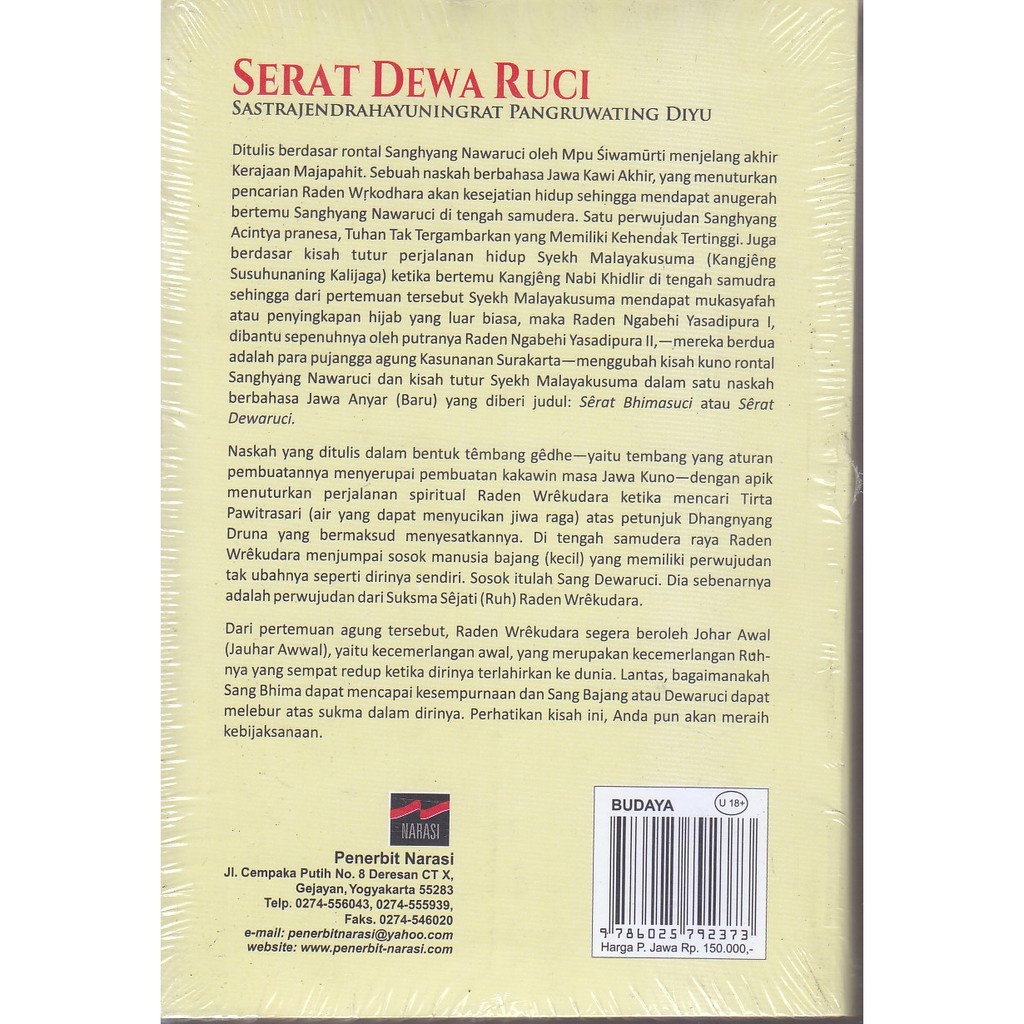 SERAT DEWA RUCI
SASTRAJENDRAHAYUNINGRAT PANGRUWATING DIYU
Ditulis berdasar rontal Sanghyang Nawaruci oleh Mpu Śiwamūrti menjelang akhir
Kerajaan Majapahit. Sebuah naskah berbahasa Jawa Kawi Akhir, yang menuturkan
pencarian Raden Wṛkodhara akan kesejatian hidup sehingga mendapat anugerah
bertemu Sanghyang Nawaruci di tengah samudera. Satu perwujudan Sanghyang
Acintya pranesa, Tuhan Tak Tergambarkan yang Memiliki Kehendak Tertinggi. Juga
berdasar kisah tutur perjalanan hidup Syekh Malayakusuma (Kangjêng
Susuhunaning Kalijaga) ketika bertemu Kangjêng Nabi Khidlir di tengah samudra
sehingga dari pertemuan tersebut Syekh Malayakusuma mendapat mukasyafah
atau penyingkapan hijab yang luar biasa, maka Raden Ngabehi Yasadipura I,
dibantu sepenuhnya oleh putranya Raden Ngabehi Yasadipura II,—mereka berdua
adalah para pujangga agung Kasunanan Surakarta—menggubah kisah kuno rontal
Sanghyang Nawaruci dan kisah tutur Syekh Malayakusuma dalam satu naskah
berbahasa Jawa Anyar (Baru) yang diberi judul: Sêrat Bhimasuci atau Sêrat
Dewaruci.
Naskah yang ditulis dalam bentuk têmbang gêdhe—yaitu tembang yang aturan
pembuatannya menyerupai pembuatan kakawin masa Jawa Kuno—dengan apik
menuturkan perjalanan spiritual Raden Wrêkudara ketika mencari Tirta
Pawitrasari (air yang dapat menyucikan jiwa raga) atas petunjuk Dhangnyang
Druna yang bermaksud menyesatkannya. Di tengah samudera raya Raden
Wrêkudara menjumpai sosok manusia bajang (kecil) yang memiliki perwujudan
tak ubahnya seperti dirinya sendiri. Sosok itulah Sang Dewaruci. Dia sebenarnya
adalah perwujudan dari Suksma Sêjati (Ruh) Raden Wrêkudara.
Dari pertemuan agung tersebut, Raden Wrêkudara segera beroleh Johar Awal
(Jauhar Awwal), yaitu kecemerlangan awal, yang merupakan kecemerlangan Ruh-
nya yang sempat redup ketika dirinya terlahirkan ke dunia. Lantas, bagaimanakah
Sang Bhima dapat mencapai kesempurnaan dan Sang Bajang atau Dewaruci dapat
melebur atas sukma dalam dirinya. Perhatikan kisah ini, Anda pun akan meraih
kebijaksanaan.
NARASI
Penerbit Narasi
Jl. Cempaka Putih No. 8 Deresan CT X,
Gejayan, Yogyakarta 55283
Telp. 0274-556043, 0274-555939,
Faks. 0274-546020
e-mail: penerbitnarasi@yahoo.com
website: www.penerbit-narasi.com
BUDAYA
U 18+
9 786025 792373
Harga P. Jawa Rp. 150.000,-